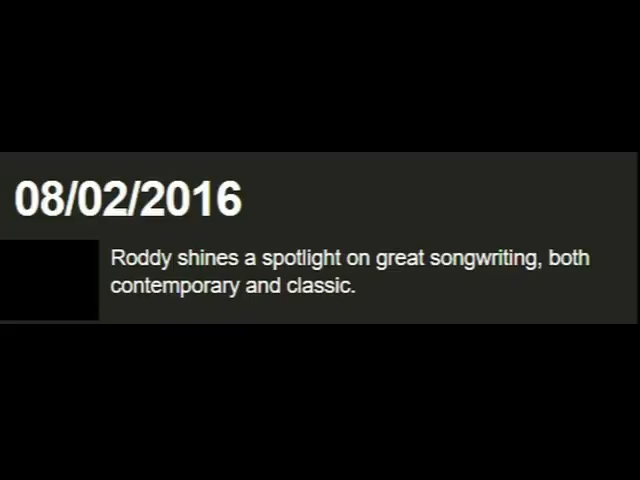 08/02/2016
Roddy shines a spotlight on great songwriting, both
contemporary and classic.